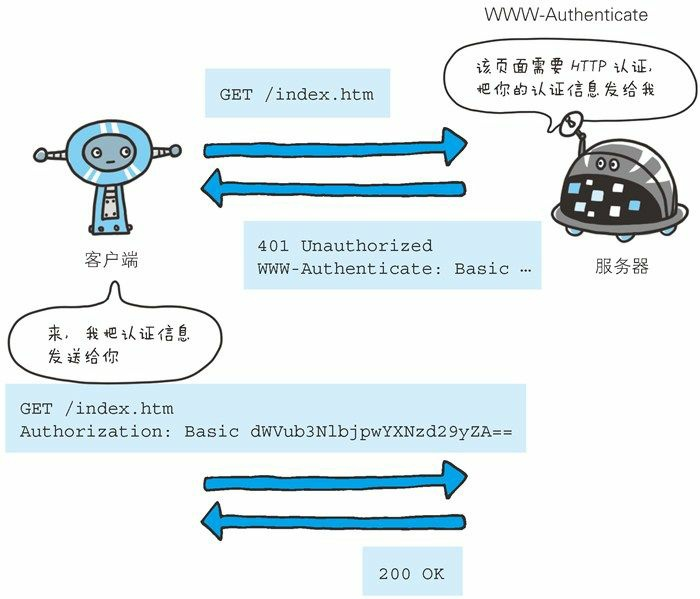 WWW-Authenticate
该页面需要 HTTP 认证,
把你的认证信息发给我
GET /index.htm
客户端
服务器
401 Unauthorized
WWW-Authenticate: Basic …
来, 我把认证信息
发送给你
GET /index.htm
Authorization: Basic dWVub3NlbjpwYXNzd29yZA==
200 OK